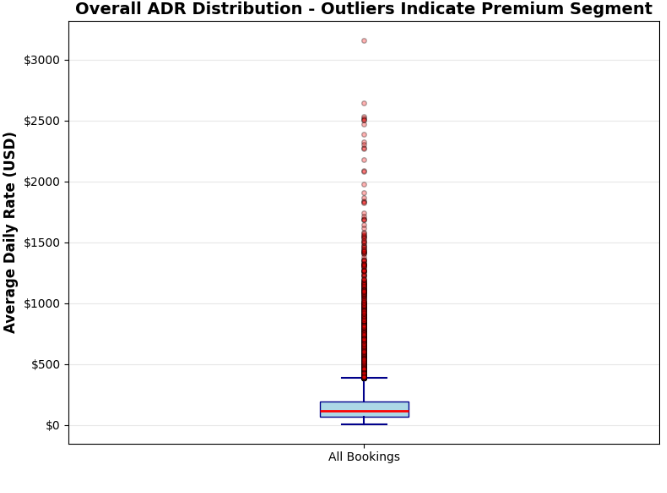 Overall ADR Distribution - Outliers Indicate Premium Segment
Average Daily Rate (USD)
$3000
$2500
$2000
$1500
$1000
$500
$0
All Bookings